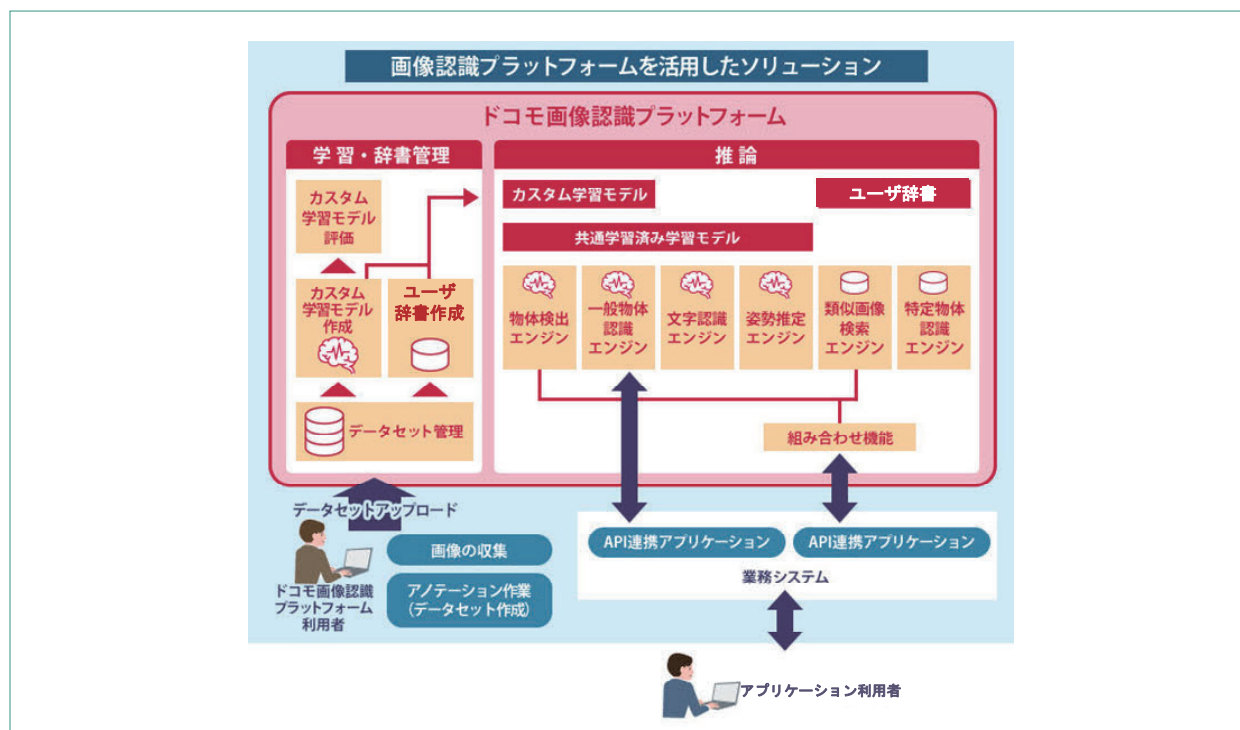 画像認識プラットフォームを活用したソリューション
ドコモ画像認識プラットフォーム
学習・辞書管理
カスタム
学習モデル
評価
カスタム
学習モデル
作成
ユーザ
辞書作成
データセット管理
推論
カスタム学習モデル
ユーザ辞書
共通学習済み学習モデル
物体検出
エンジン
一般物体
認識
エンジン
文字認識
エンジン
姿勢推定
エンジン
類似画像
検索
エンジン
特定物体
認識
エンジン
組み合わせ機能
データセットアップロード
ドコモ画像認識
プラットフォーム
利用者
画像の収集
アノテーション作業
(データセット作成)
API連携アプリケーション
API連携アプリケーション
業務システム
アプリケーション利用者